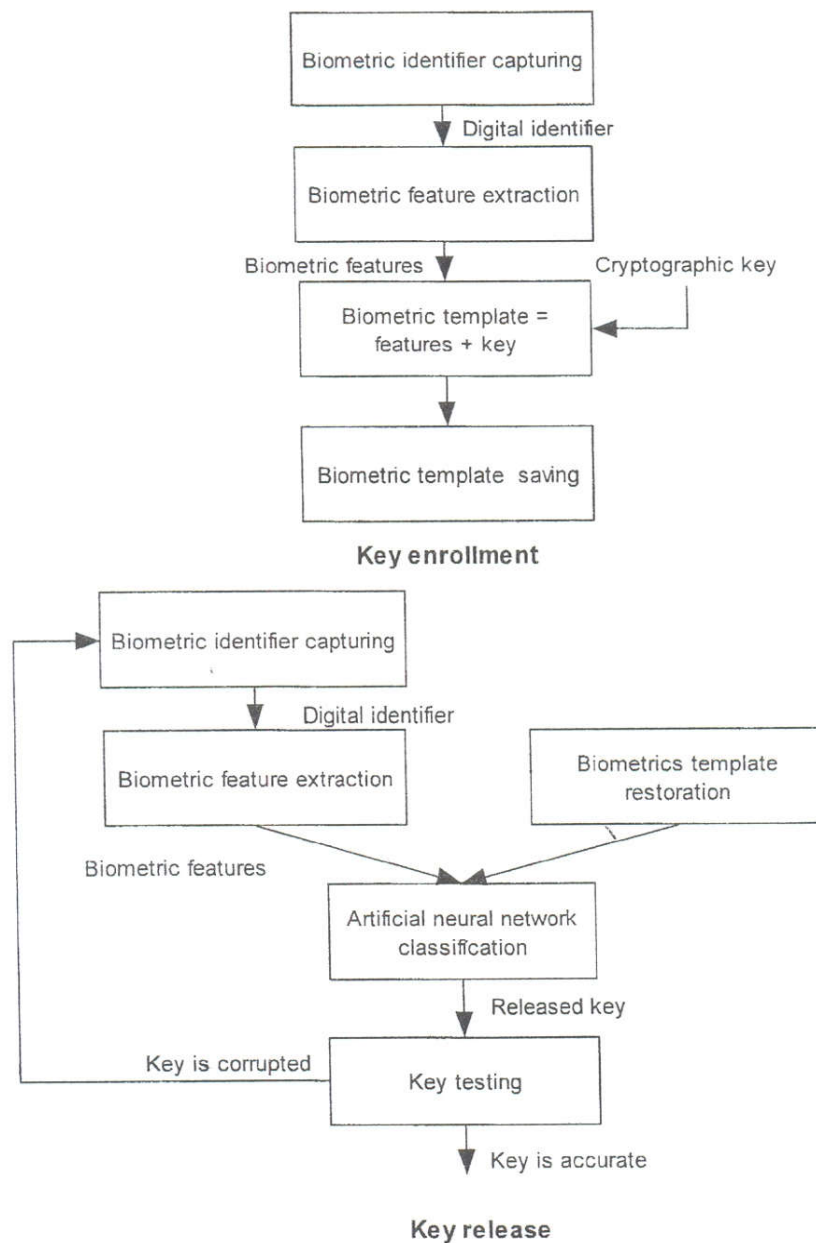 Biometric identifier capturing
Digital identifier
Biometric feature extraction
Biometric features
Cryptographic key
Biometric template =
features + key
Biometric template saving
Key enrollment
Biometric identifier capturing
Digital identifier
Biometric feature extraction
Biometrics template
restoration
Biometric features
Artificial neural network
classification
Released key
Key is corrupted
Key testing
Key is accurate
Key release